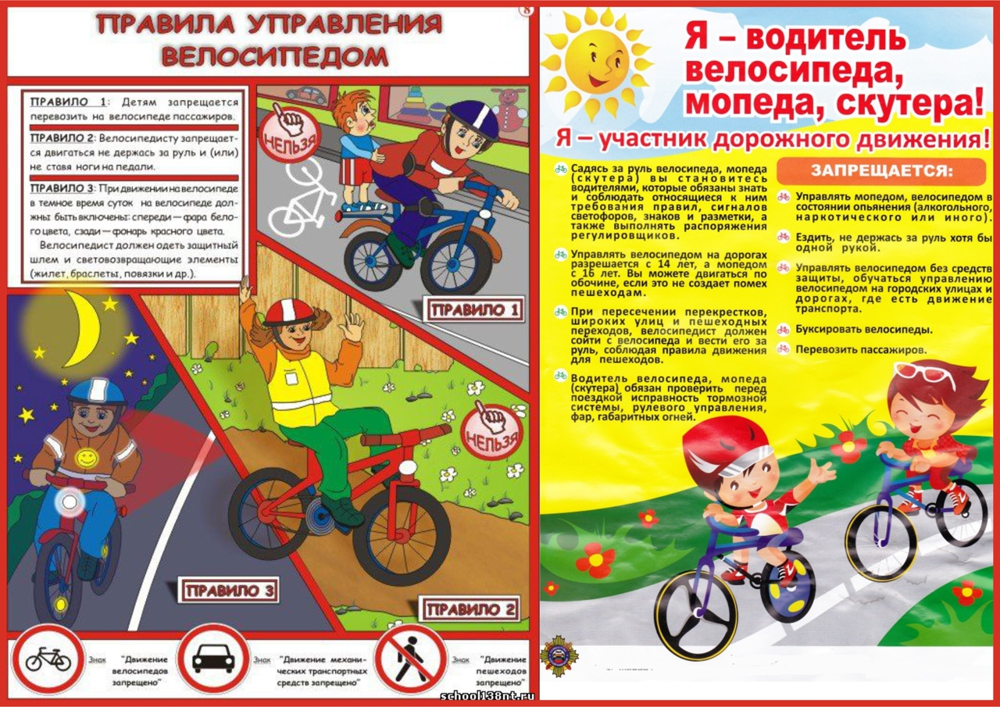 ПРАВИЛА УПРАВЛЕНИЯ
ВЕЛОСИПЕДОМ
8
ПРАВИЛО 1: Детям запрещается
перевозить на велосипеде пассажиров.
ПРАВИЛО 2: Велосипедисту запрещает-
ся двигаться не держась за руль и (или)
не ставя ноги на педали.
ПРАВИЛО 3: При движении на велосипеде
в темное время суток на велосипеде дол-
жны быть включены: спереди — фара бело-
го цвета, сзади — фонарь красного цвета.
Велосипедист должен одеть защитный
шлем и световозвращающие элементы
(жилет, браслеты, повязки и др.).
НЕЛЬЗЯ
ПРАВИЛО 1
НЕЛЬЗЯ
ПРАВИЛО 3
ПРАВИЛО 2
Знак "Движение
велосипедов
запрещено"
Знак "Движение механи-
ческих транспортных
средств запрещено"
Знак "Движение
пешеходов
запрещено"
school138nt.ru
Я – водитель
велосипеда,
мопеда, скутера!
Я – участник дорожного движения!
Садясь за руль велосипеда, мопеда
(скутера) вы становитесь
водителями, которые обязаны знать
и соблюдать относящиеся к ним
требования правил, сигналов
светофоров, знаков и разметки, а
также выполнять распоряжения
регулировщиков.
Управлять велосипедом на дорогах
разрешается с 14 лет, а мопедом
с 16 лет. Вы можете двигаться по
обочине, если это не создает помех
пешеходам.
При пересечении перекрестков,
широких улиц и пешеходных
переходов, велосипедист должен
сойти с велосипеда и вести его за
руль, соблюдая правила движения
для пешеходов.
Водитель велосипеда, мопеда
(скутера) обязан проверить перед
поездкой исправность тормозной
системы, рулевого управления,
фар, габаритных огней.
ЗАПРЕЩАЕТСЯ:
Управлять мопедом, велосипедом в
состоянии опьянения (алкогольного,
наркотического или иного).
Ездить, не держась за руль хотя бы
одной рукой.
Управлять велосипедом без средств
защиты, обучаться управлению
велосипедом на городских улицах и
дорогах, где есть движение
транспорта.
Буксировать велосипеды.
Перевозить пассажиров.